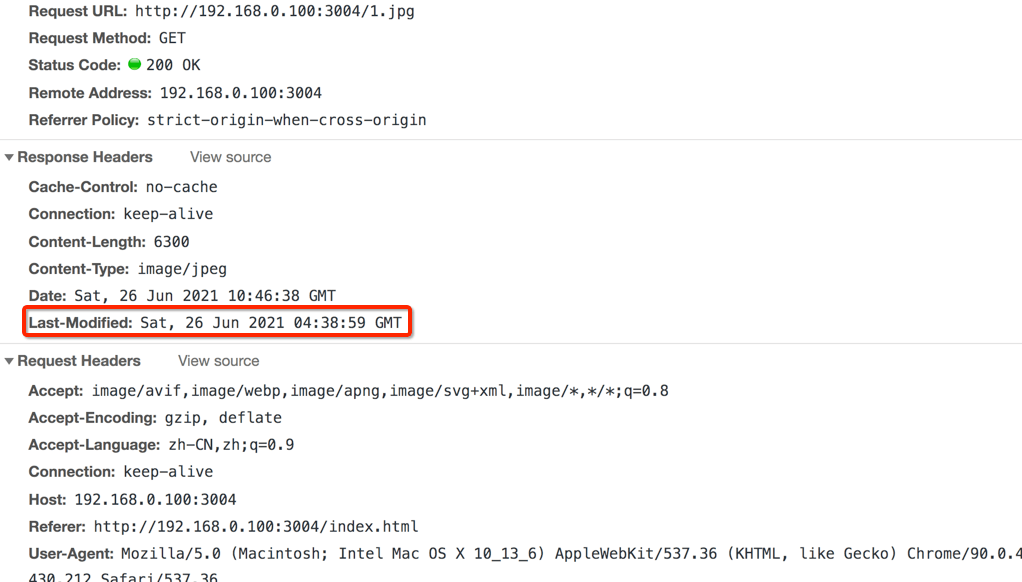 Request URL: http://192.168.0.100:3004/1.jpg
Request Method: GET
Status Code: 200 OK
Remote Address: 192.168.0.100:3004
Referrer Policy: strict-origin-when-cross-origin
Response Headers View source
Cache-Control: no-cache
Connection: keep-alive
Content-Length: 6300
Content-Type: image/jpeg
Date: Sat, 26 Jun 2021 10:46:38 GMT
Last-Modified: Sat, 26 Jun 2021 04:38:59 GMT
Request Headers View source
Accept: image/avif,image/webp,image/apng,image/svg+xml,image/*,*/*;q=0.8
Accept-Encoding: gzip, deflate
Accept-Language: zh-CN,zh;q=0.9
Connection: keep-alive
Host: 192.168.0.100:3004
Referer: http://192.168.0.100:3004/index.html
User-Agent: Mozilla/5.0 (Macintosh; Intel Mac OS X 10_13_6) AppleWebKit/537.36 (KHTML, like Gecko) Chrome/90.0.4
430.212 Safari/537.36